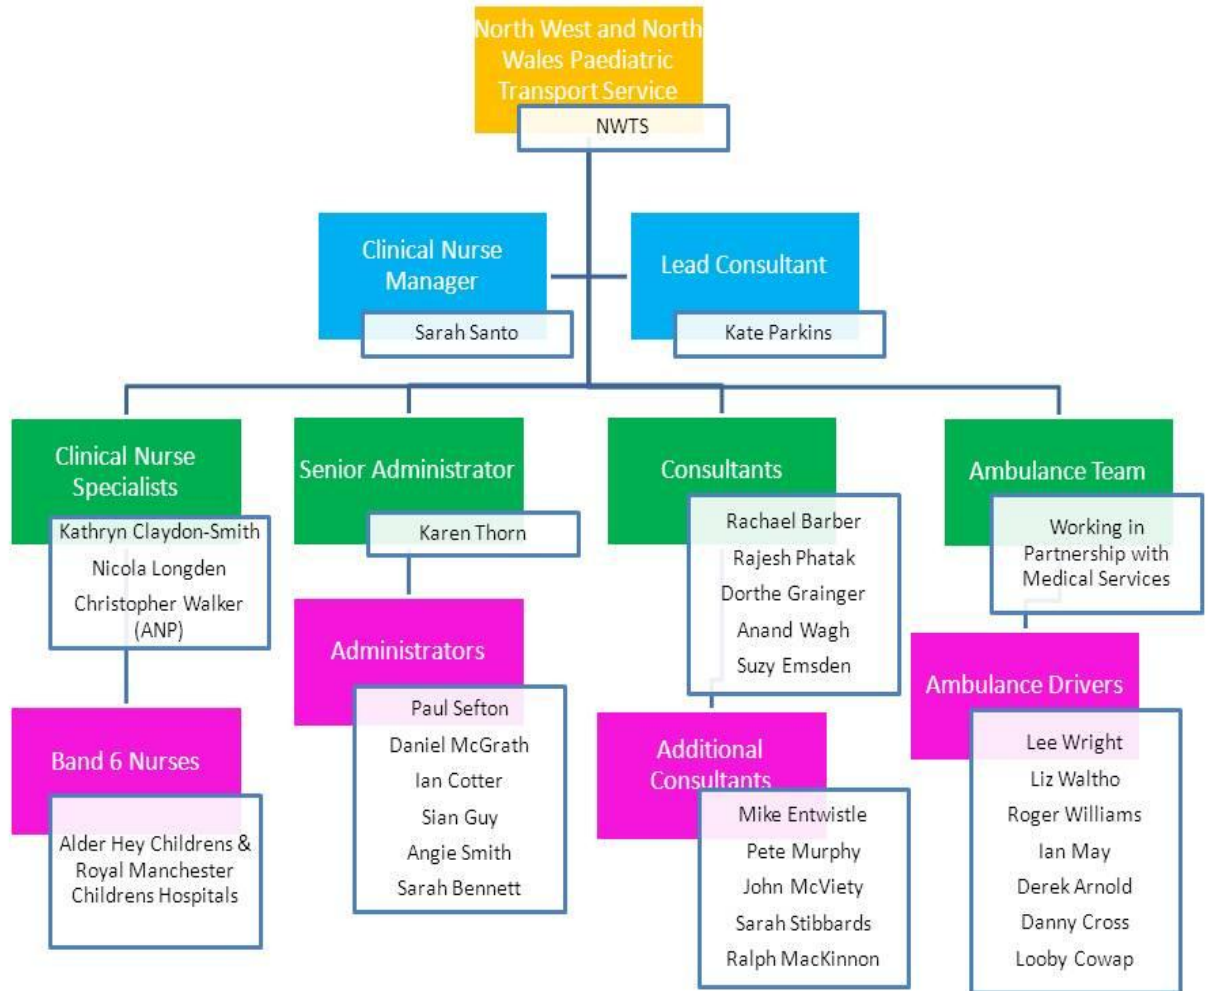 North West and North
Wales Paediatric
Transport Service
NWTS
Clinical Nurse
Manager
Sarah Santo
Lead Consultant
Kate Parkins
Clinical Nurse
Specialists
Kathryn Claydon-Smith
Nicola Longden
Christopher Walker
(ANP)
Band 6 Nurses
Alder Hey Childrens &
Royal Manchester
Childrens Hospitals
Senior Administrator
Karen Thorn
Administrators
Paul Sefton
Daniel McGrath
Ian Cotter
Sian Guy
Angie Smith
Sarah Bennett
Consultants
Rachael Barber
Rajesh Phatak
Dorthe Grainger
Anand Wagh
Suzy Emsden
Additional
Consultants
Mike Entwistle
Pete Murphy
John McViety
Sarah Stibbards
Ralph MacKinnon
Ambulance Team
Working in
Partnership with
Medical Services
Ambulance Drivers
Lee Wright
Liz Waltho
Roger Williams
Ian May
Derek Arnold
Danny Cross
Looby Cowap